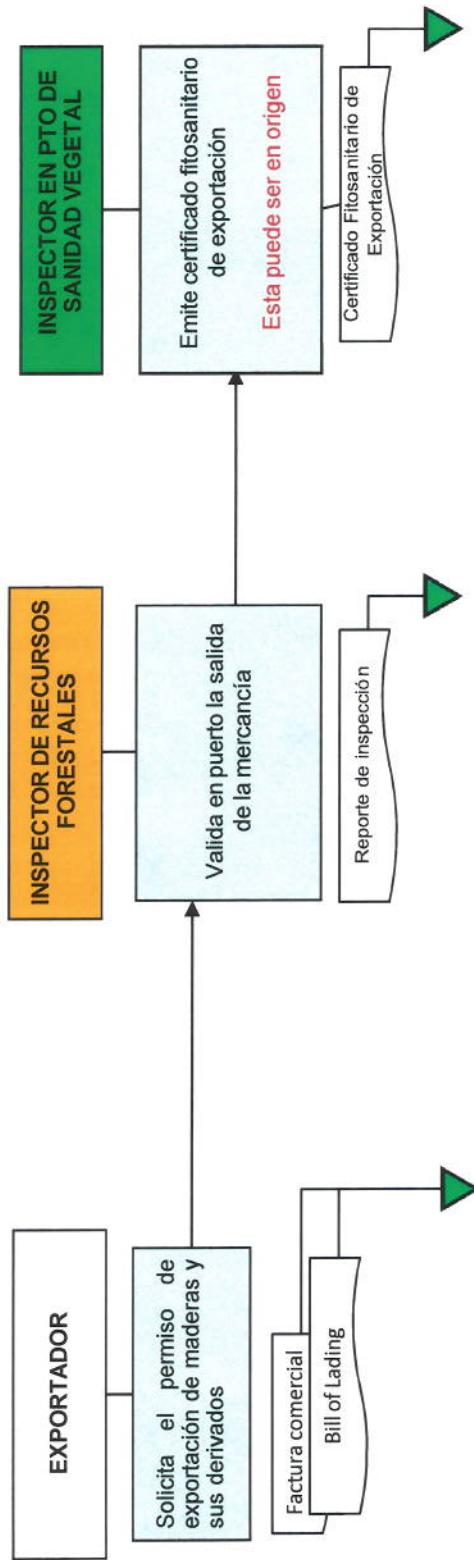 EXPORTADOR
Solicita el permiso de
exportación de maderas y
sus derivados
Factura comercial
Bill of Lading
INSPECTOR DE RECURSOS
FORESTALES
Valida en puerto la salida
de la mercancía
Reporte de inspección
INSPECTOR EN PTO DE
SANIDAD VEGETAL
Emite certificado fitosanitario
de exportación
Esta puede ser en origen
Certificado Fitosanitario de
Exportación